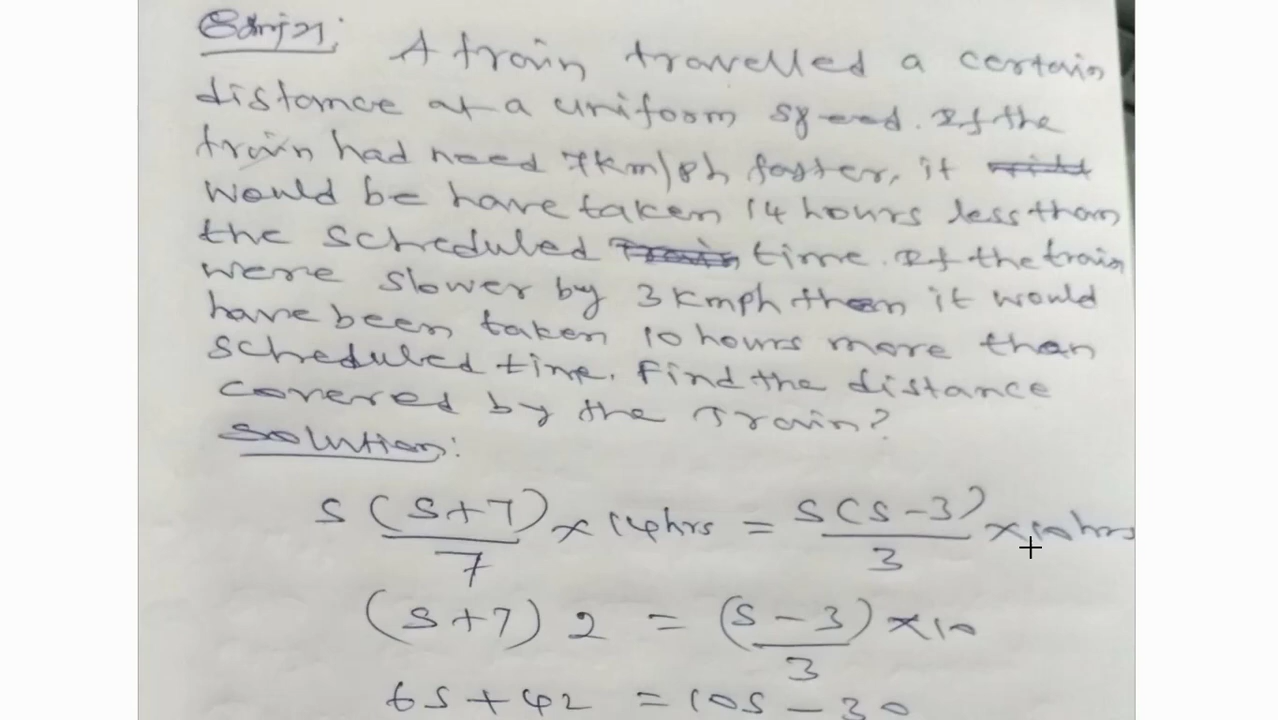 A train travelled a certain
distance at a uniform speed. If the
train had need 7km/ph faster, it
would be have taken 14 hours less than
the scheduled time. If the train
were slower by 3 kmph then it would
have been taken 10 hours more than
scheduled time. Find the distance
covered by the Train?
Solution:
S (S+7)/7 × 14hrs = S(S-3)/3 × 10hrs
(S+7) 2 = (S-3)/3 × 10
6S + 42 = 10S - 30